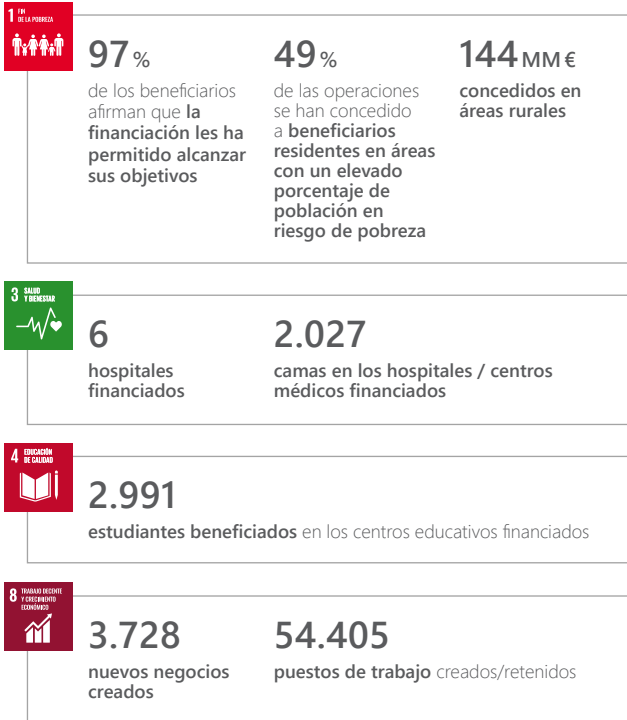 1 FIN
DE LA POBREZA
97%
de los beneficiarios
afirman que la
financiación les ha
permitido alcanzar
sus objetivos
49%
de las operaciones
se han concedido
a beneficiarios
residentes en áreas
con un elevado
porcentaje de
población en
riesgo de pobreza
144 MM €
concedidos en
áreas rurales
3 SALUD
Y BIENESTAR
6
hospitales
financiados
2.027
camas en los hospitales / centros
médicos financiados
4 EDUCACIÓN
DE CALIDAD
2.991
estudiantes beneficiados en los centros educativos financiados
8 TRABAJO DECENTE
Y CRECIMIENTO
ECONÓMICO
3.728
nuevos negocios
creados
54.405
puestos de trabajo creados/retenidos